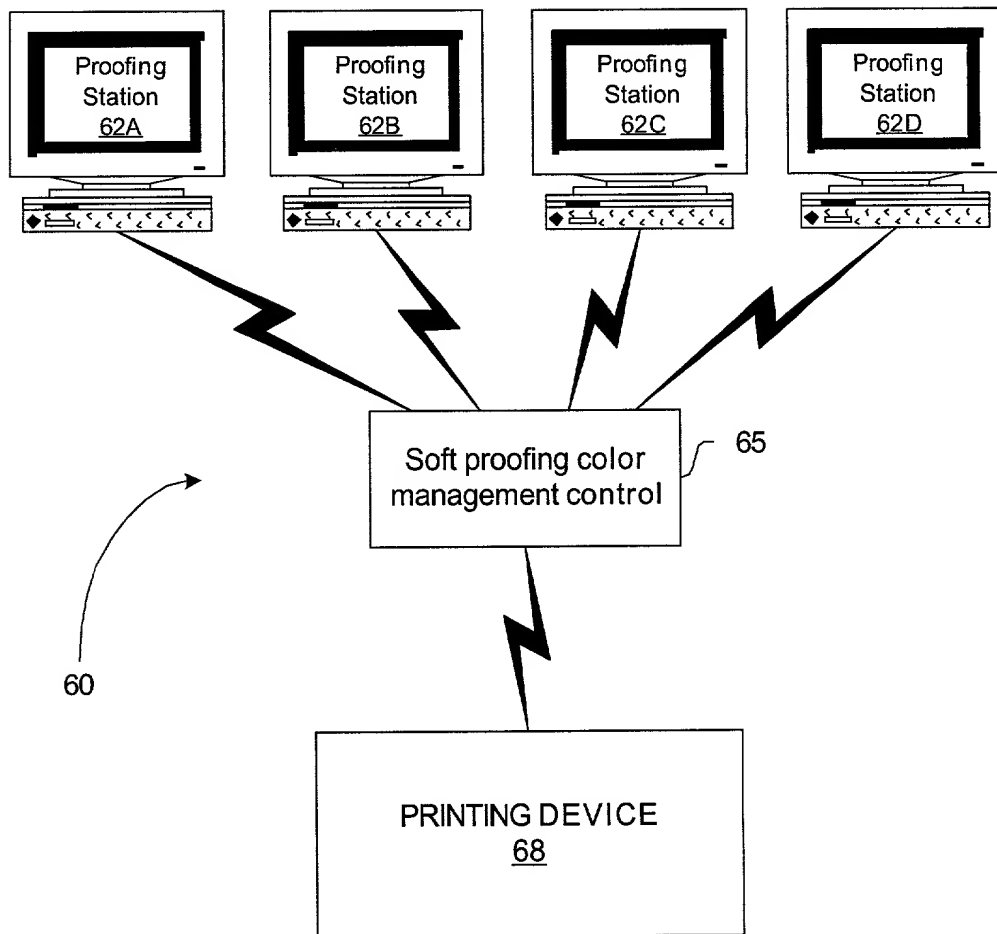 Proofing
Station
62A
Proofing
Station
62B
Proofing
Station
62C
Proofing
Station
62D
Soft proofing color
management control
65
60
PRINTING DEVICE
68